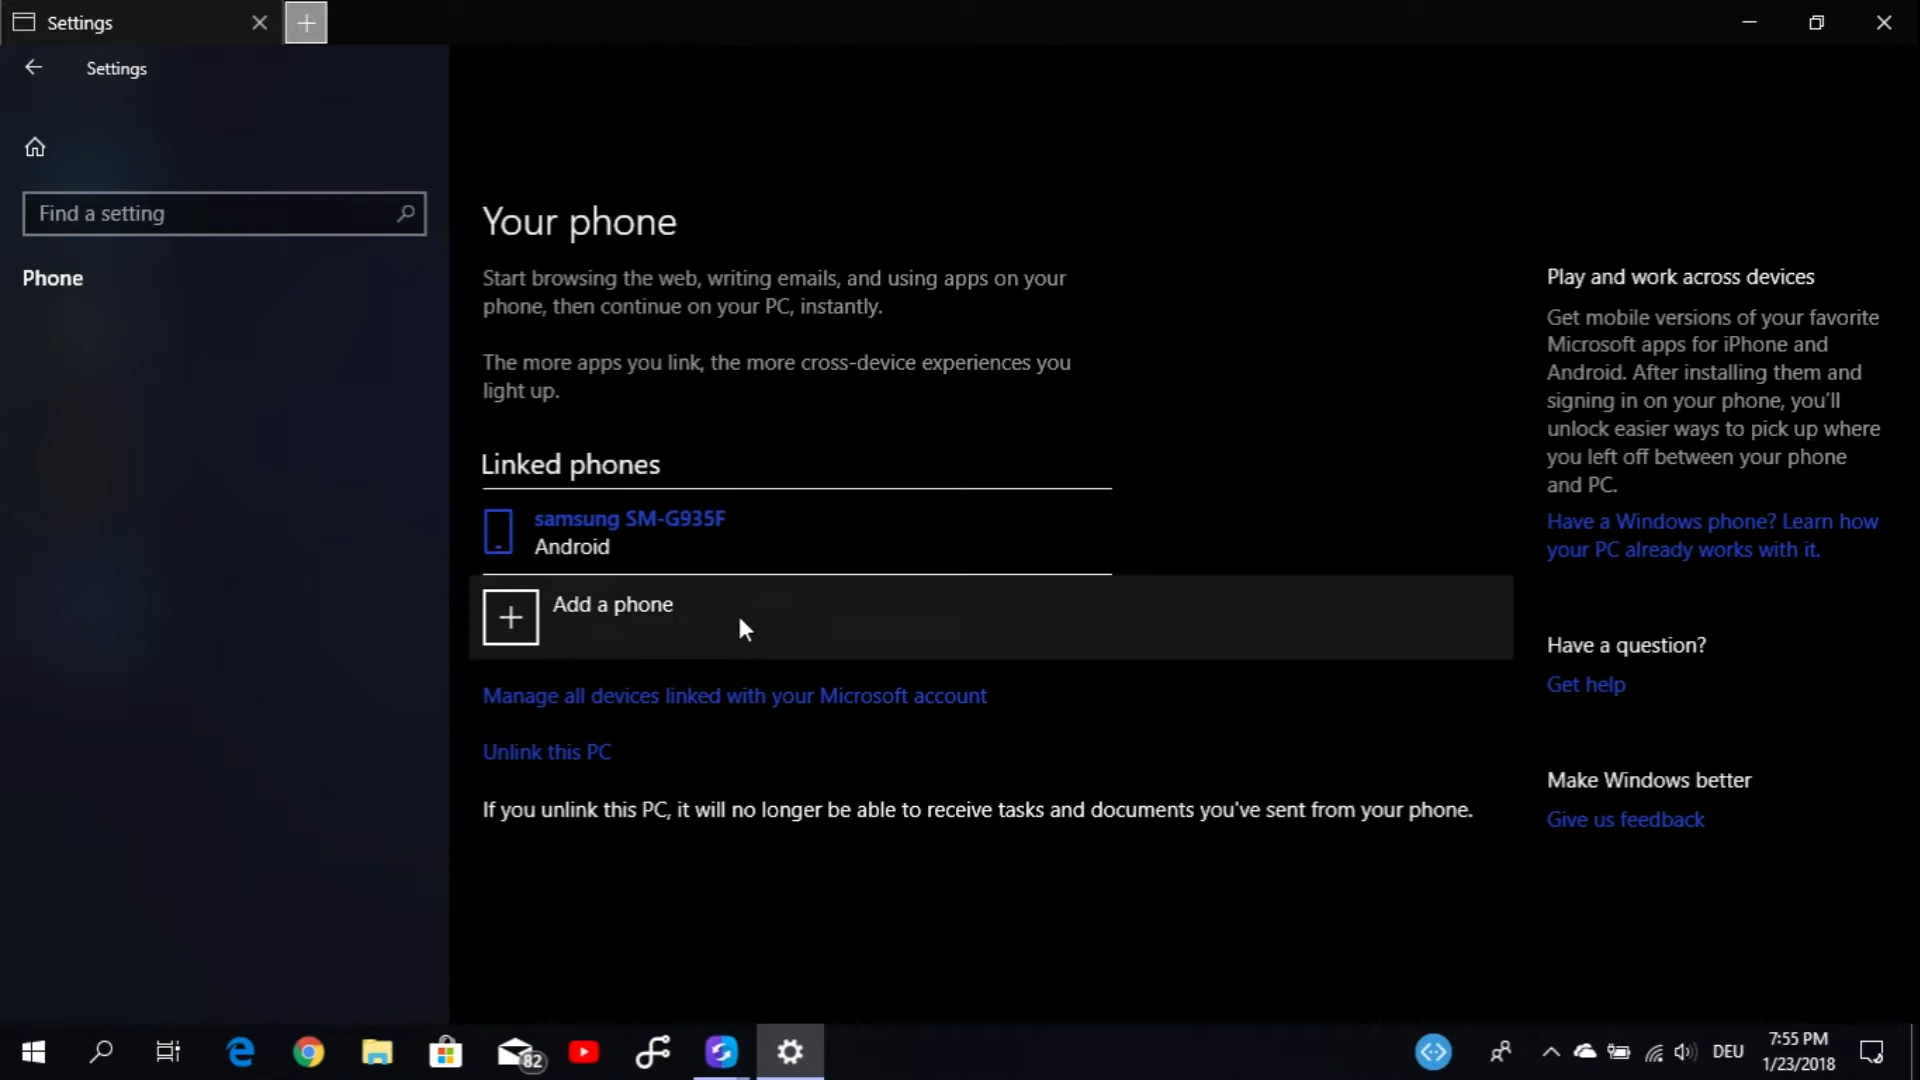 Settings
Settings
Find a setting
Phone
Your phone
Start browsing the web, writing emails, and using apps on your
phone, then continue on your PC, instantly.
The more apps you link, the more cross-device experiences you
light up.
Linked phones
samsung SM-G935F
Android
Add a phone
Manage all devices linked with your Microsoft account
Unlink this PC
If you unlink this PC, it will no longer be able to receive tasks and documents you've sent from your phone.
Play and work across devices
Get mobile versions of your favorite
Microsoft apps for iPhone and
Android. After installing them and
signing in on your phone, you'll
unlock easier ways to pick up where
you left off between your phone
and PC.
Have a Windows phone? Learn how
your PC already works with it.
Have a question?
Get help
Make Windows better
Give us feedback
82
DEU
7:55 PM
1/23/2018